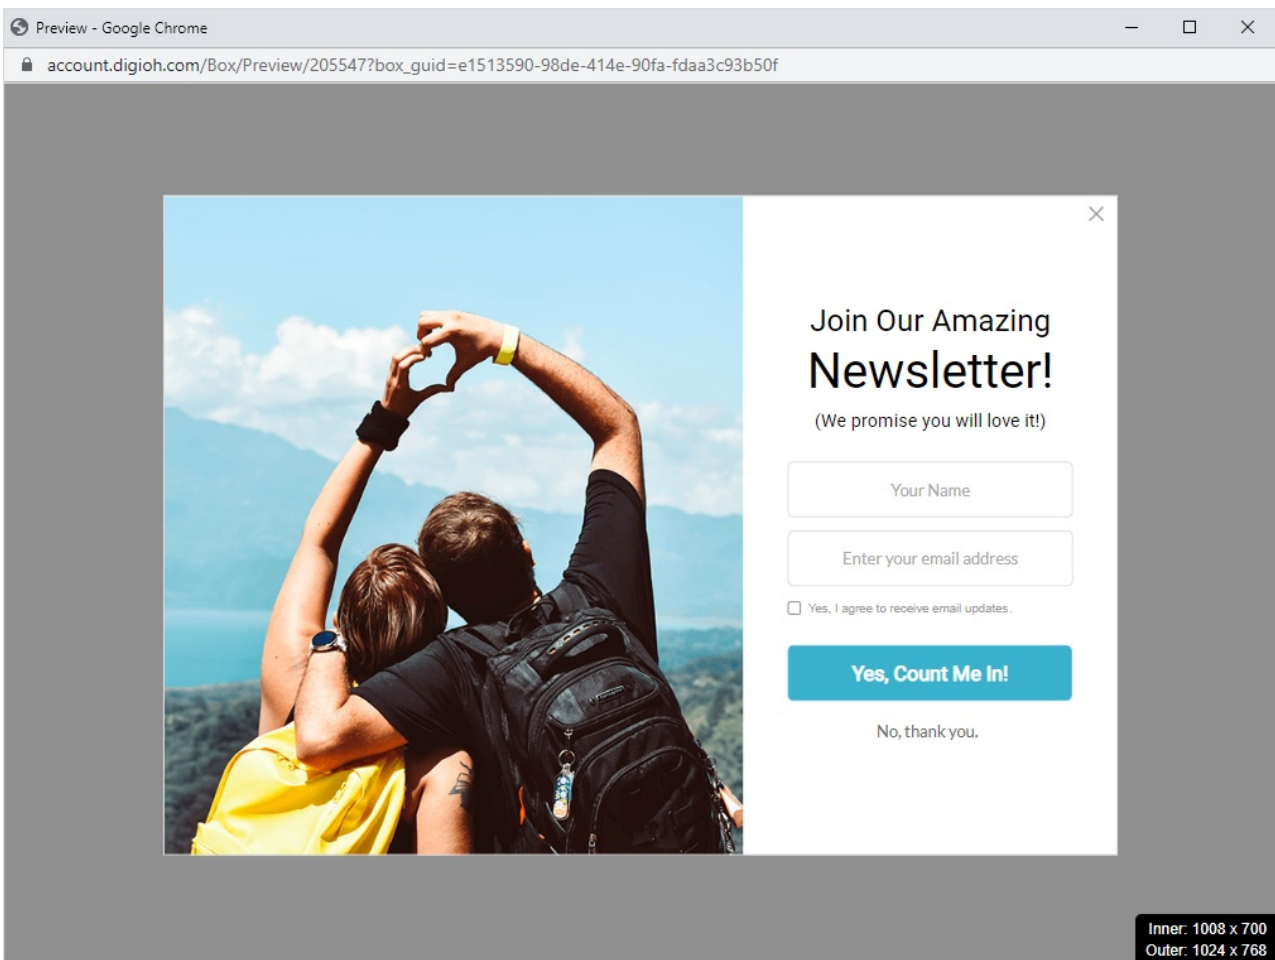 Preview - Google Chrome
account.digioh.com/Box/Preview/205547?box_guid=e1513590-98de-414e-90fa-fdaa3c93b50f
Join Our Amazing
Newsletter!
(We promise you will love it!)
Your Name
Enter your email address
Yes, I agree to receive email updates.
Yes, Count Me In!
No, thank you.
Inner: 1008 x 700
Outer: 1024 x 768